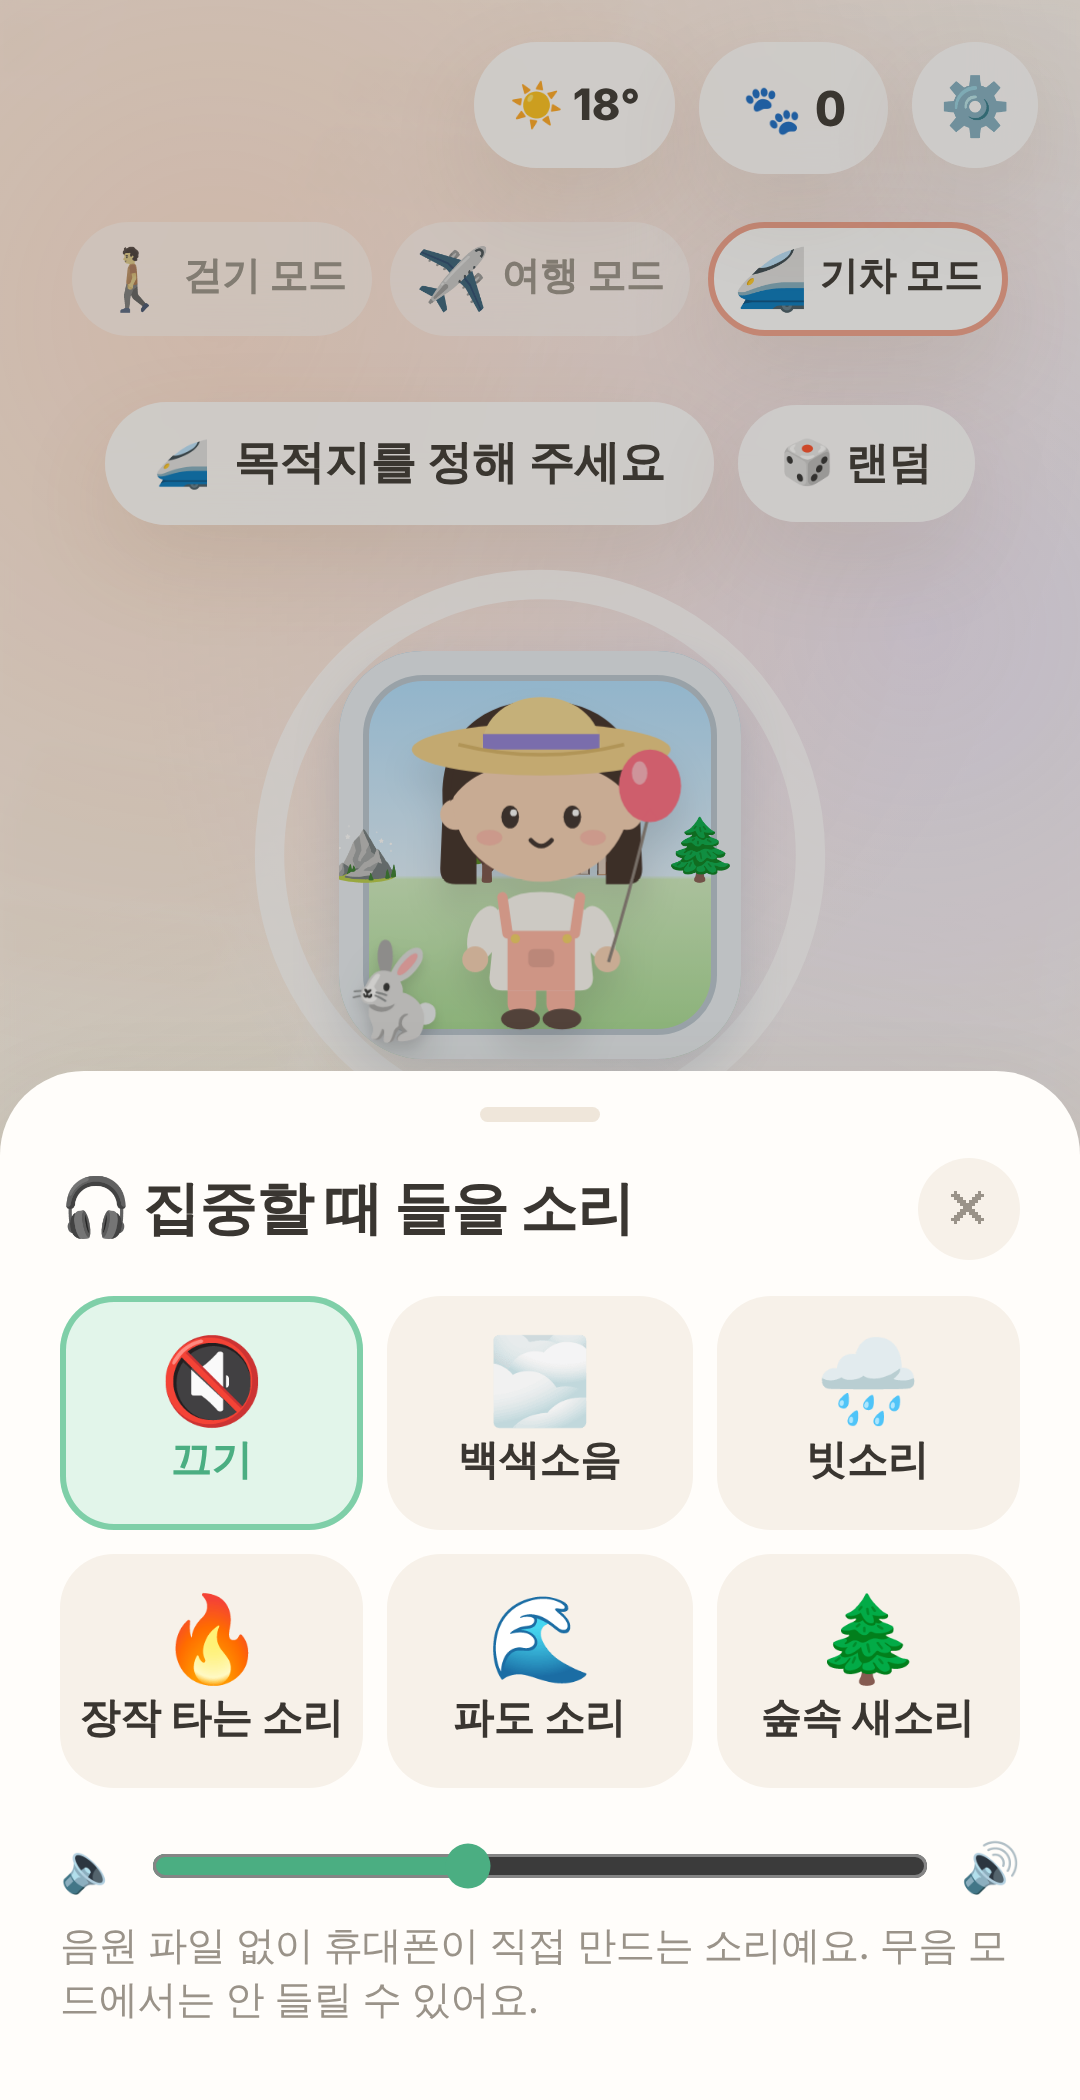 18°
0
걷기 모드
여행 모드
기차 모드
목적지를 정해 주세요
랜덤
집중할 때 들을 소리
끄기
백색소음
빗소리
장작 타는 소리
파도 소리
숲속 새소리
음원 파일 없이 휴대폰이 직접 만드는 소리예요. 무음 모
드에서는 안 들릴 수 있어요.